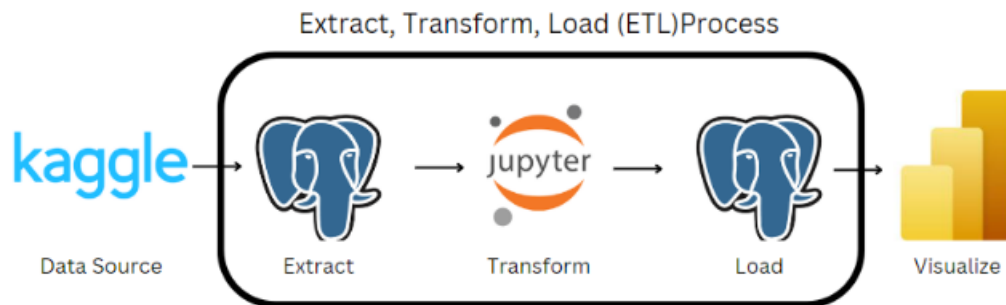 Extract, Transform, Load (ETL)Process
kaggle
jupyter
Data Source
Extract
Transform
Load
Visualize